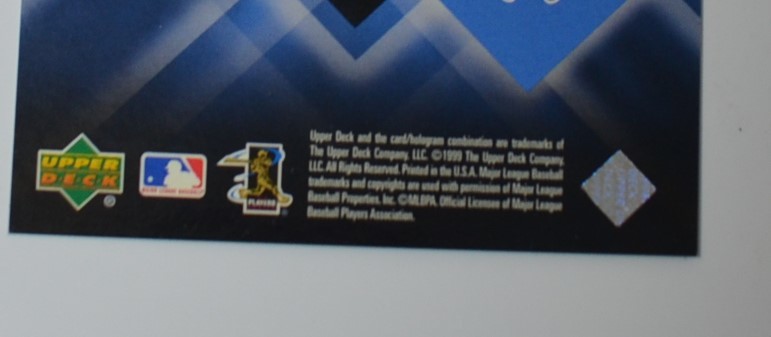 UPPER
DECK
PLAYERS
Upper Deck and the card/hologram combination are trademarks of
The Upper Deck Company, LLC. ©1999 The Upper Deck Company,
LLC. All Rights Reserved. Printed in the U.S.A. Major League Baseball
trademarks and copyrights are used with permission of Major League
Baseball Properties, Inc. ©MLBPA, Official Licensee of Major League
Baseball Players Association.